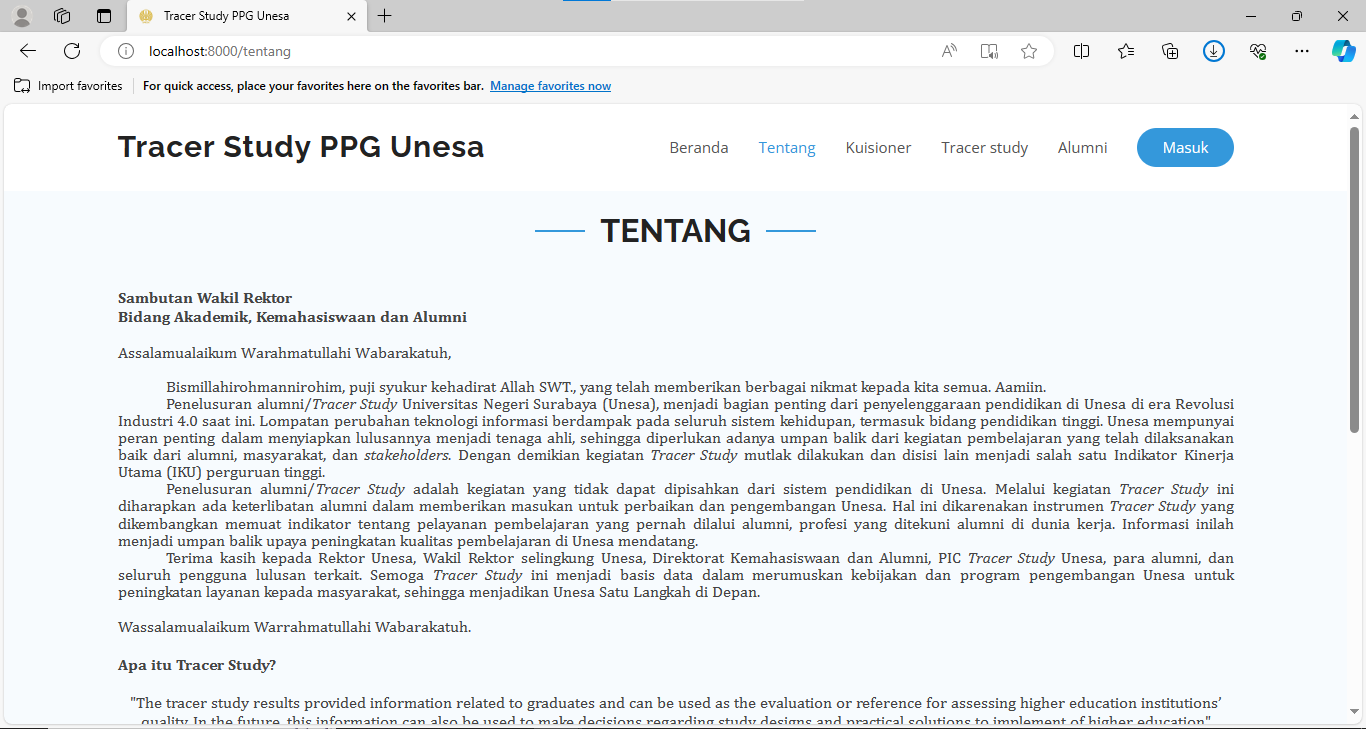 Tracer Study PPG Unesa
localhost:8000/tentang
Import favorites
For quick access, place your favorites here on the favorites bar. Manage favorites now
Tracer Study PPG Unesa
Beranda Tentang Kuisioner Tracer study Alumni Masuk
TENTANG
Sambutan Wakil Rektor
Bidang Akademik, Kemahasiswaan dan Alumni
Assalamualaikum Warahmatullahi Wabarakatuh,
Bismillahirohmannirohim, puji syukur kehadirat Allah SWT., yang telah memberikan berbagai nikmat kepada kita semua. Aamiin.
Penelusuran alumni/Tracer Study Universitas Negeri Surabaya (Unesa), menjadi bagian penting dari penyelenggaraan pendidikan di Unesa di era Revolusi
Industri 4.0 saat ini. Lompatan perubahan teknologi informasi berdampak pada seluruh sistem kehidupan, termasuk bidang pendidikan tinggi. Unesa mempunyai
peran penting dalam menyiapkan lulusannya menjadi tenaga ahli, sehingga diperlukan adanya umpan balik dari kegiatan pembelajaran yang telah dilaksanakan
baik dari alumni, masyarakat, dan stakeholders. Dengan demikian kegiatan Tracer Study mutlak dilakukan dan disisi lain menjadi salah satu Indikator Kinerja
Utama (IKU) perguruan tinggi.
Penelusuran alumni/Tracer Study adalah kegiatan yang tidak dapat dipisahkan dari sistem pendidikan di Unesa. Melalui kegiatan Tracer Study ini
diharapkan ada keterlibatan alumni dalam memberikan masukan untuk perbaikan dan pengembangan Unesa. Hal ini dikarenakan instrumen Tracer Study yang
dikembangkan memuat indikator tentang pelayanan pembelajaran yang pernah dilalui alumni, profesi yang ditekuni alumni di dunia kerja. Informasi inilah
menjadi umpan balik upaya peningkatan kualitas pembelajaran di Unesa mendatang.
Terima kasih kepada Rektor Unesa, Wakil Rektor selingkung Unesa, Direktorat Kemahasiswaan dan Alumni, PIC Tracer Study Unesa, para alumni, dan
seluruh pengguna lulusan terkait. Semoga Tracer Study ini menjadi basis data dalam merumuskan kebijakan dan program pengembangan Unesa untuk
peningkatan layanan kepada masyarakat, sehingga menjadikan Unesa Satu Langkah di Depan.
Wassalamualaikum Warrahmatullahi Wabarakatuh.
Apa itu Tracer Study?
"The tracer study results provided information related to graduates and can be used as the evaluation or reference for assessing higher education institutions’
quality. In the future, this information can also be used to make decisions regarding study designs and practical solutions to implement of higher education"